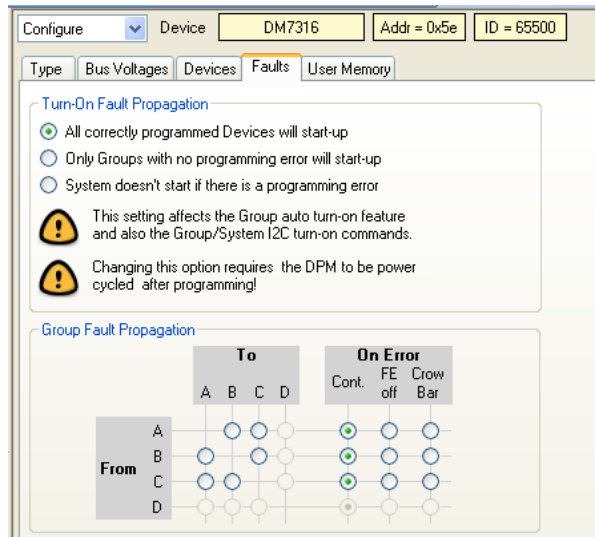 Configure Device DM7316 Addr = 0x5e ID = 65500
Type Bus Voltages Devices Faults User Memory
Turn-On Fault Propagation
All correctly programmed Devices will start-up
Only Groups with no programming error will start-up
System doesn't start if there is a programming error
This setting affects the Group auto turn-on feature
and also the Group/System I2C turn-on commands.
Changing this option requires the DPM to be power
cycled after programming!
Group Fault Propagation
To On Error
A B C D Cont. FE off Crow Bar
From
A
B
C
D